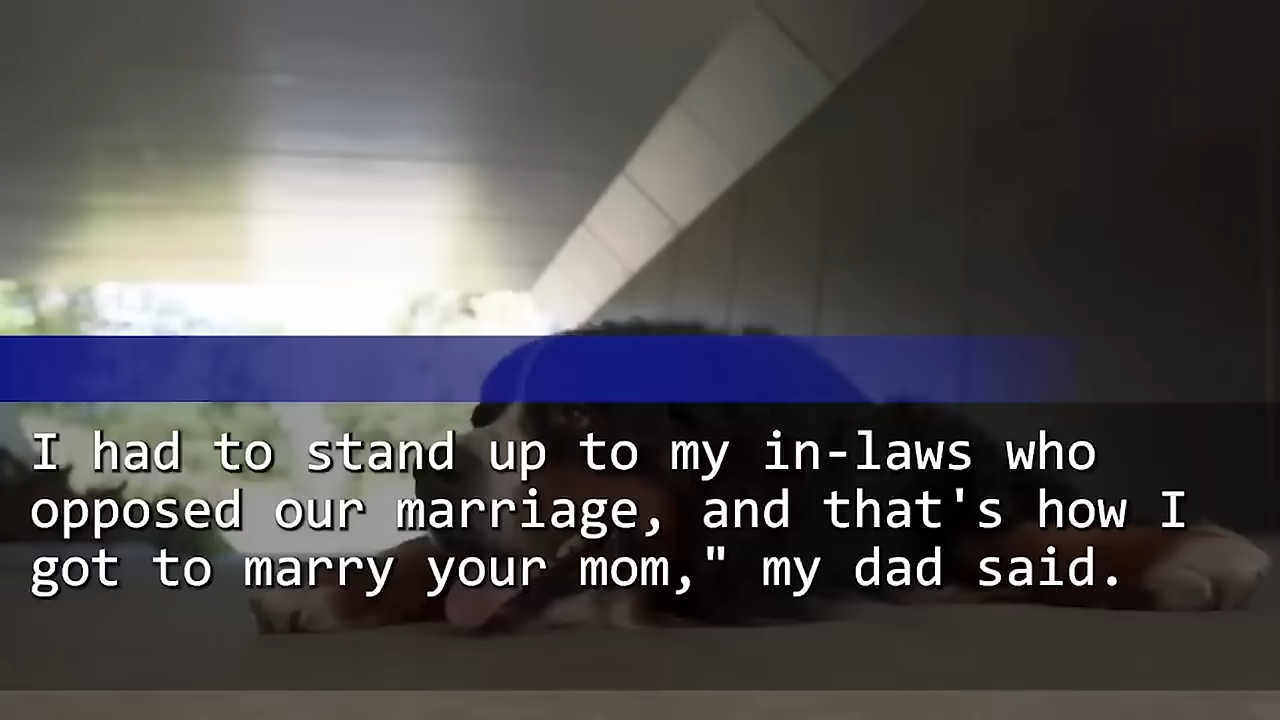 I had to stand up to my in-laws who
opposed our marriage, and that's how I
got to marry your mom," my dad said.